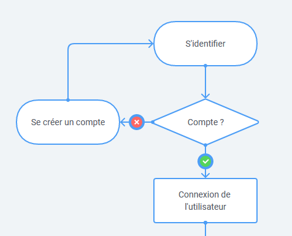 S'identifier
Se créer un compte
Compte ?
Connexion de
l'utilisateur